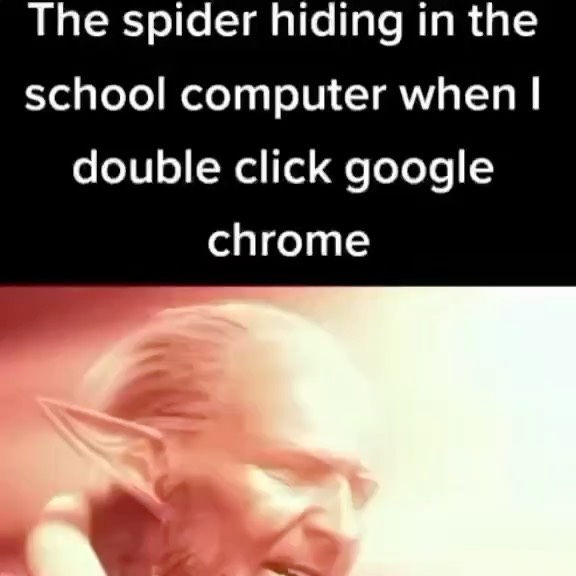 The spider hiding in the
school computer when I
double click google
chrome